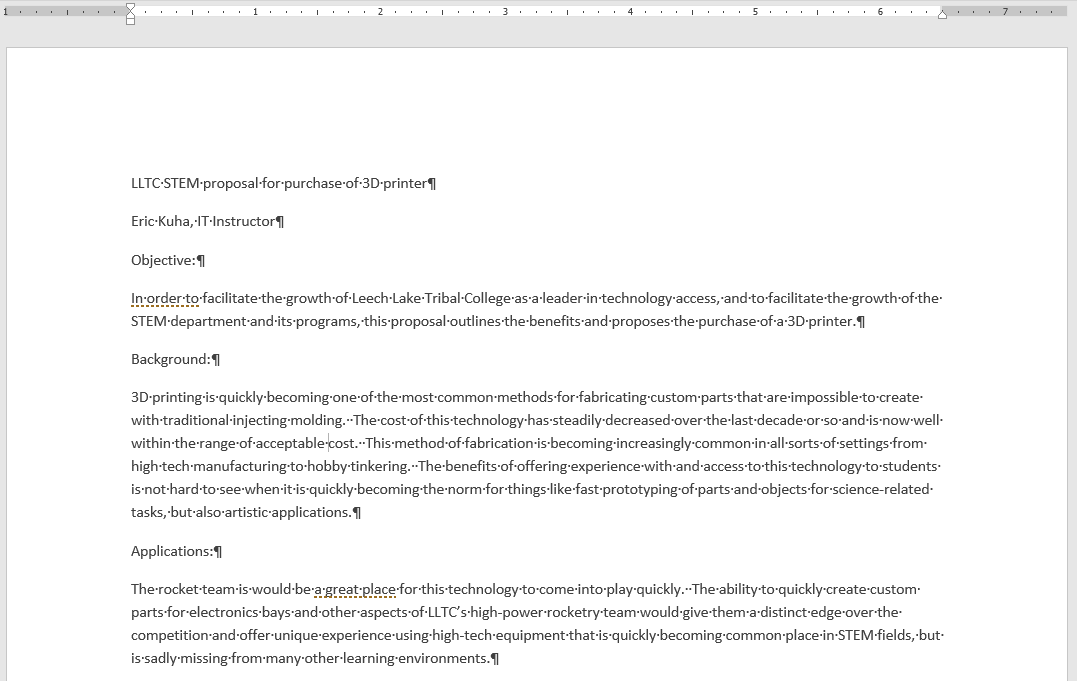 1 1 2 3 4 5 6 7
LLTC·STEM·proposal·for·purchase·of·3D·printer¶
Eric·Kuha,·IT·Instructor¶
Objective:¶
In·order·to·facilitate·the·growth·of·Leech·Lake·Tribal·College·as·a·leader·in·technology·access,·and·to·facilitate·the·growth·of·the·
STEM·department·and·its·programs,·this·proposal·outlines·the·benefits·and·proposes·the·purchase·of·a·3D·printer.¶
Background:¶
3D·printing·is·quickly·becoming·one·of·the·most·common·methods·for·fabricating·custom·parts·that·are·impossible·to·create·
with·traditional·injecting·molding.··The·cost·of·this·technology·has·steadily·decreased·over·the·last·decade·or·so·and·is·now·well·
within·the·range·of·acceptable·cost.··This·method·of·fabrication·is·becoming·increasingly·common·in·all·sorts·of·settings·from·
high·tech·manufacturing·to·hobby·tinkering.··The·benefits·of·offering·experience·with·and·access·to·this·technology·to·students·
is·not·hard·to·see·when·it·is·quickly·becoming·the·norm·for·things·like·fast·prototyping·of·parts·and·objects·for·science-related·
tasks,·but·also·artistic·applications.¶
Applications:¶
The·rocket·team·is·would·be·a·great·place·for·this·technology·to·come·into·play·quickly.··The·ability·to·quickly·create·custom·
parts·for·electronics·bays·and·other·aspects·of·LLTC’s·high-power·rocketry·team·would·give·them·a·distinct·edge·over·the·
competition·and·offer·unique·experience·using·high-tech·equipment·that·is·quickly·becoming·common·place·in·STEM·fields,·but·
is·sadly·missing·from·many·other·learning·environments.¶